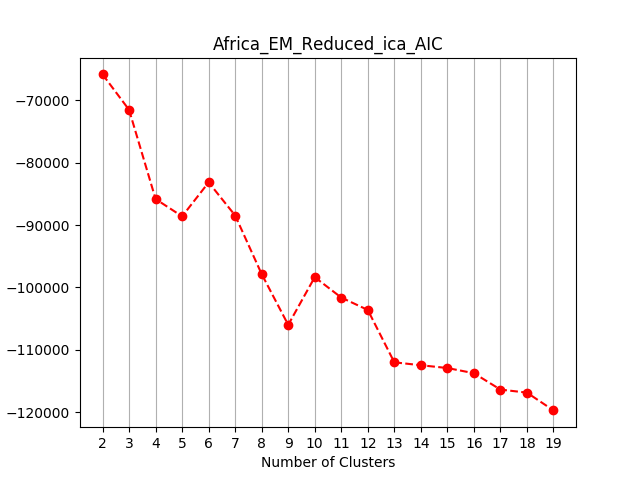 Africa_EM_Reduced_ica_AIC
−70000
−80000
−90000
−100000
−110000
−120000
2 3 4 5 6 7 8 9 10 11 12 13 14 15 16 17 18 19
Number of Clusters